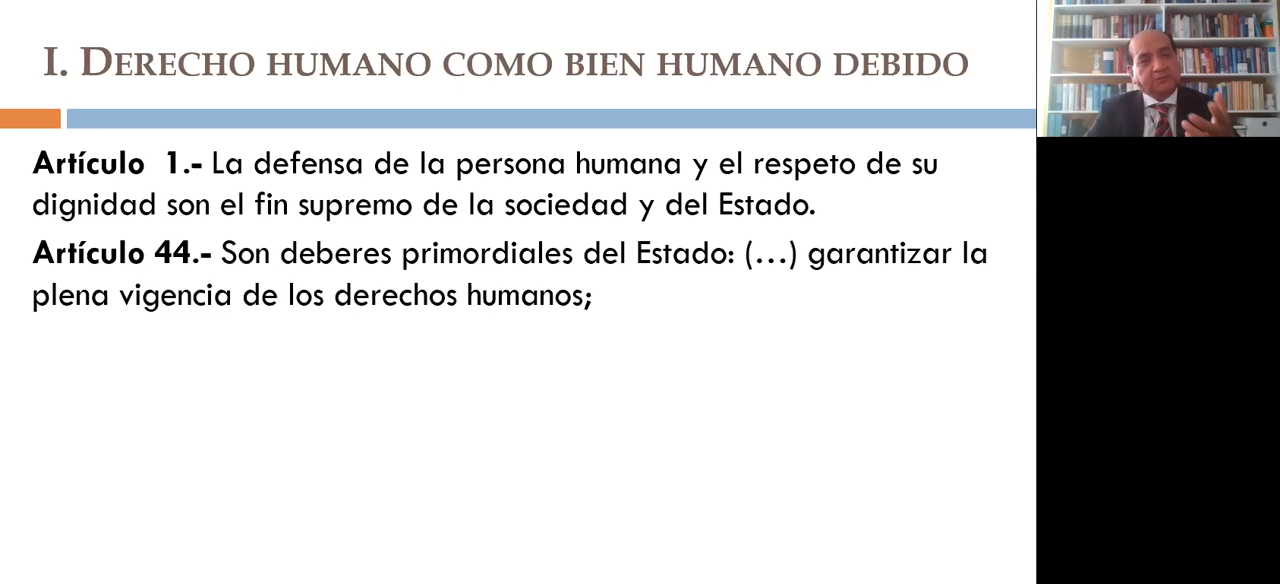 I. DERECHO HUMANO COMO BIEN HUMANO DEBIDO
Artículo 1.- La defensa de la persona humana y el respeto de su
dignidad son el fin supremo de la sociedad y del Estado.
Artículo 44.- Son deberes primordiales del Estado: (...) garantizar la
plena vigencia de los derechos humanos;